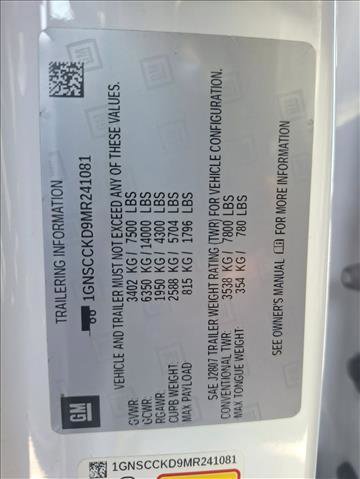 GM
TRAILERING INFORMATION
1GNSCCKD9MR241081
VEHICLE AND TRAILER MUST NOT EXCEED ANY OF THESE VALUES.
GVWR: 3402 KG / 7500 LBS
GCWR: 6350 KG / 14000 LBS
RGAWR: 1950 KG / 4300 LBS
CURB WEIGHT: 2588 KG / 5704 LBS
MAX PAYLOAD 815 KG / 1796 LBS
SAE J2807 TRAILER WEIGHT RATING (TWR) FOR VEHICLE CONFIGURATION.
CONVENTIONAL TWR: 3538 KG / 7800 LBS
MAX TONGUE WEIGHT: 354 KG / 780 LBS
SEE OWNER'S MANUAL FOR MORE INFORMATION
1GNSCCKD9MR241081